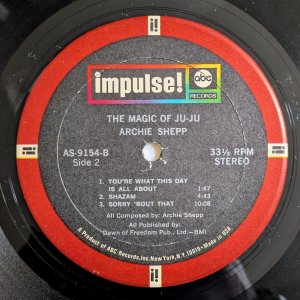 impulse! abc
RECORDS
THE MAGIC OF JU-JU
ARCHIE SHEPP
AS-9154-B
Side 2
33⅓ RPM
STEREO
1. YOU'RE WHAT THIS DAY
IS ALL ABOUT 1:47
2. SHAZAM 4:43
3. SORRY 'BOUT THAT 10:08
All Composed by: Archie Shepp
All Published by:
Dawn of Freedom Pub., Ltd.—BMI
A Product of ABC Records, Inc. New York, N.Y. 10019 • Made in USA